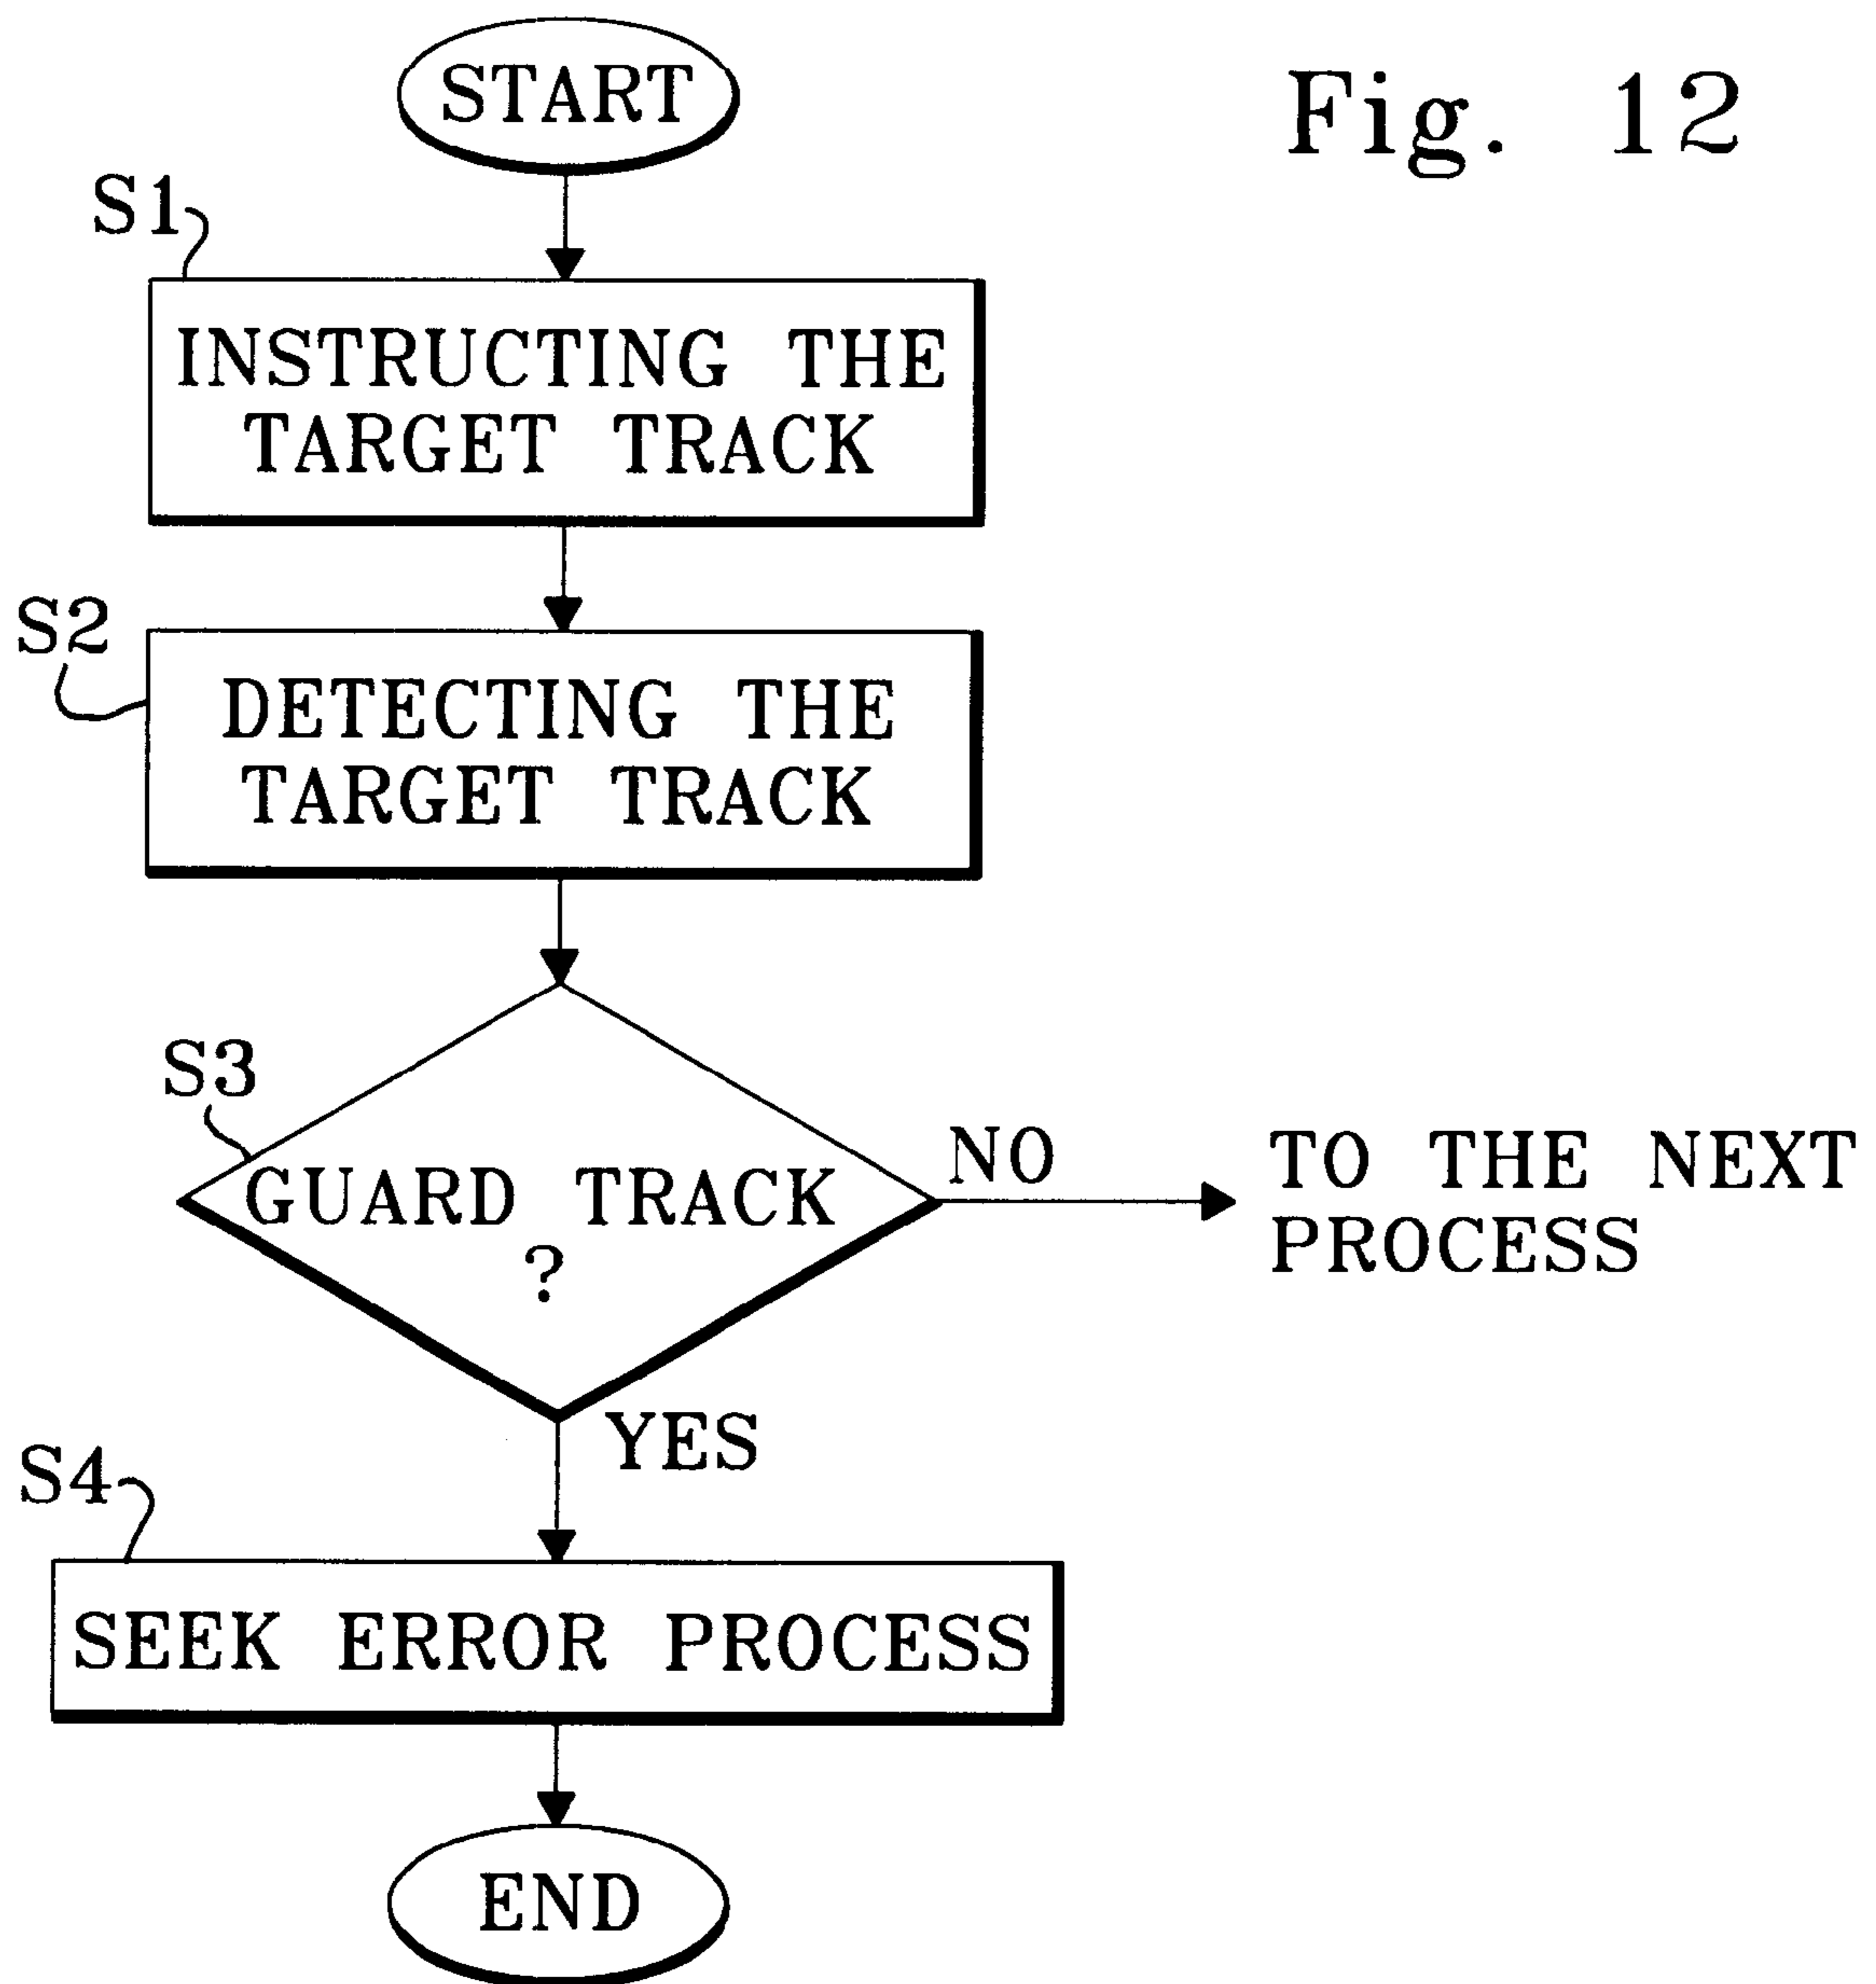 START
Fig. 12
S1
INSTRUCTING THE
TARGET TRACK
S2
DETECTING THE
TARGET TRACK
S3
GUARD TRACK
?
NO
TO THE NEXT
PROCESS
YES
S4
SEEK ERROR PROCESS
END